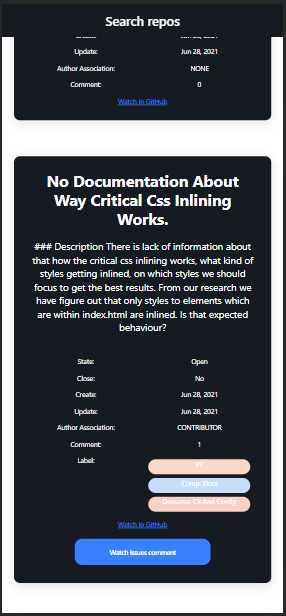 Search repos
Jun 28, 2021
Update: Jun 28, 2021
Author Association: NONE
Comment: 0
Watch in GitHub
No Documentation About
Way Critical Css Inlining
Works.
### Description There is lack of information about
that how the critical css inlining works, what kind of
styles getting inlined, on which styles we should
focus to get the best results. From our research we
have figure out that only styles to elements which
are within index.html are inlined. Is that expected
behaviour?
State: Open
Close: No
Create: Jun 28, 2021
Update: Jun 28, 2021
Author Association: CONTRIBUTOR
Comment: 1
Label:
Comp: Docs
Docsarea: Cli And Config
Watch in GitHub
Watch issues comment